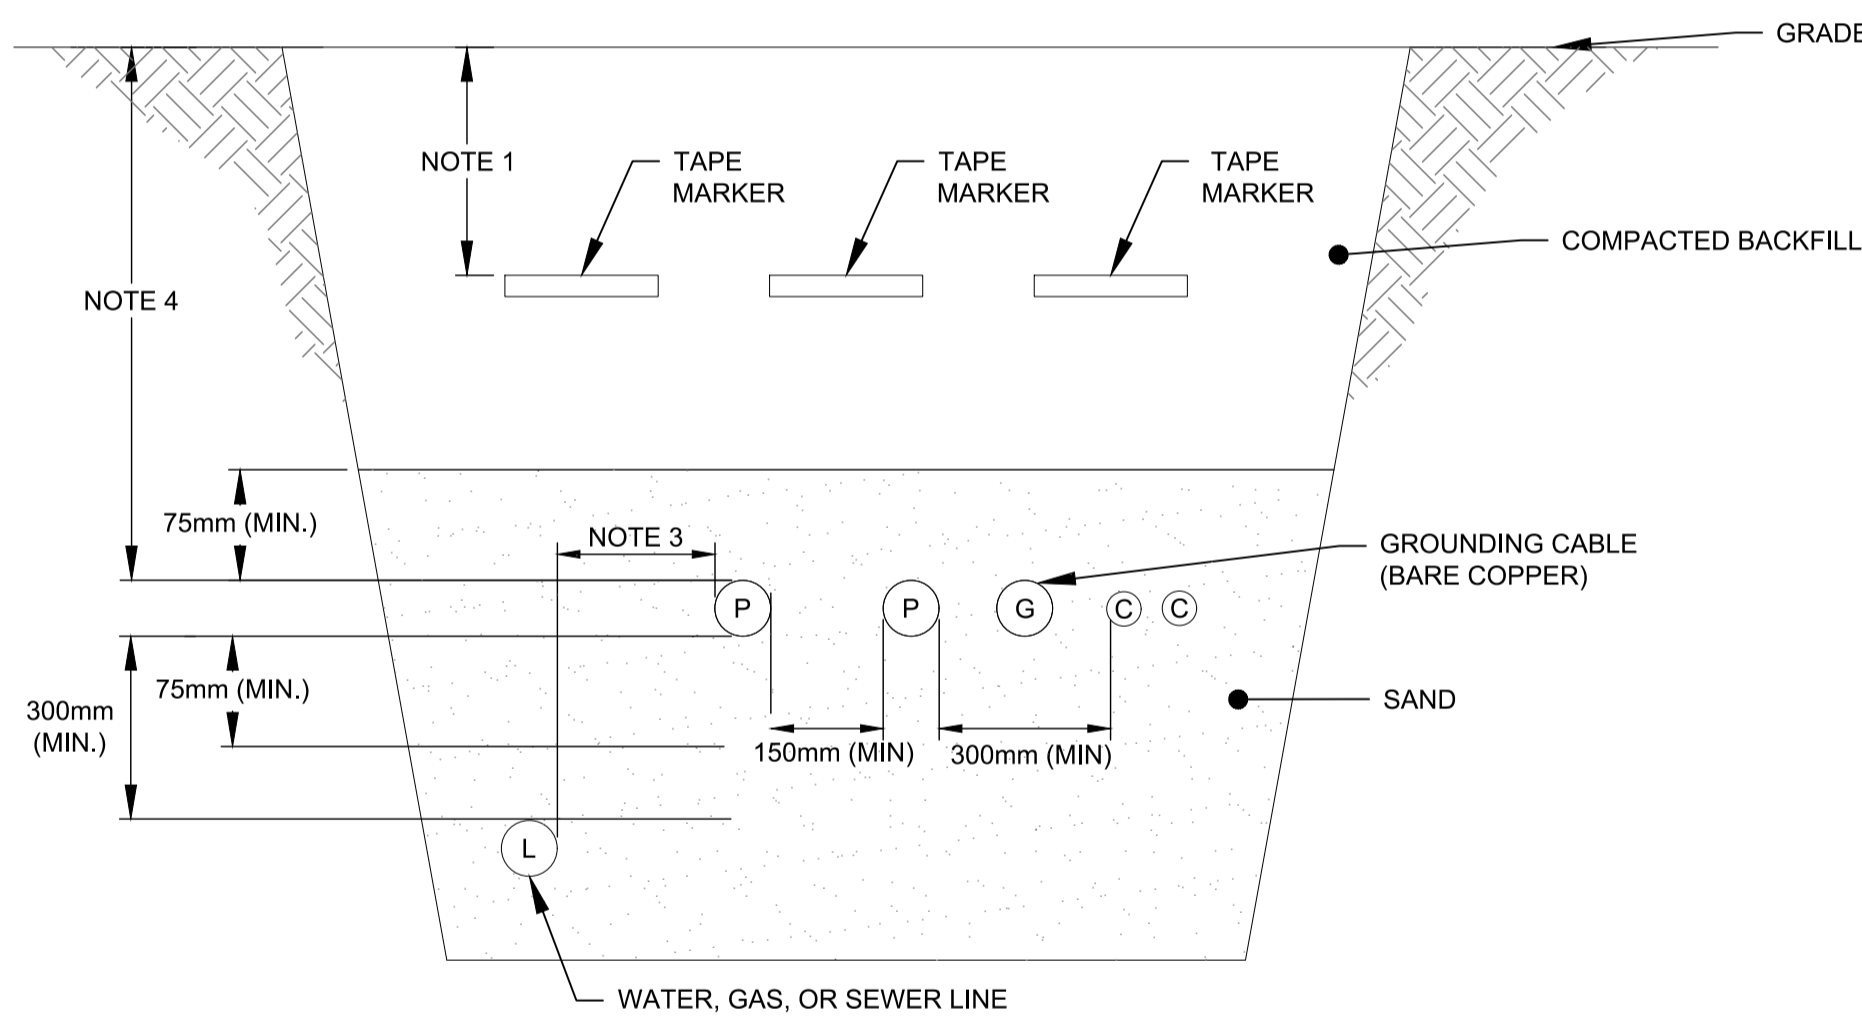 GRADE
NOTE 1
TAPE
MARKER
TAPE
MARKER
TAPE
MARKER
COMPACTED BACKFILL
NOTE 4
75mm (MIN.)
NOTE 3
GROUNDING CABLE
(BARE COPPER)
P
P
G
C
C
75mm (MIN.)
300mm
(MIN.)
SAND
150mm (MIN)
300mm (MIN)
L
WATER, GAS, OR SEWER LINE